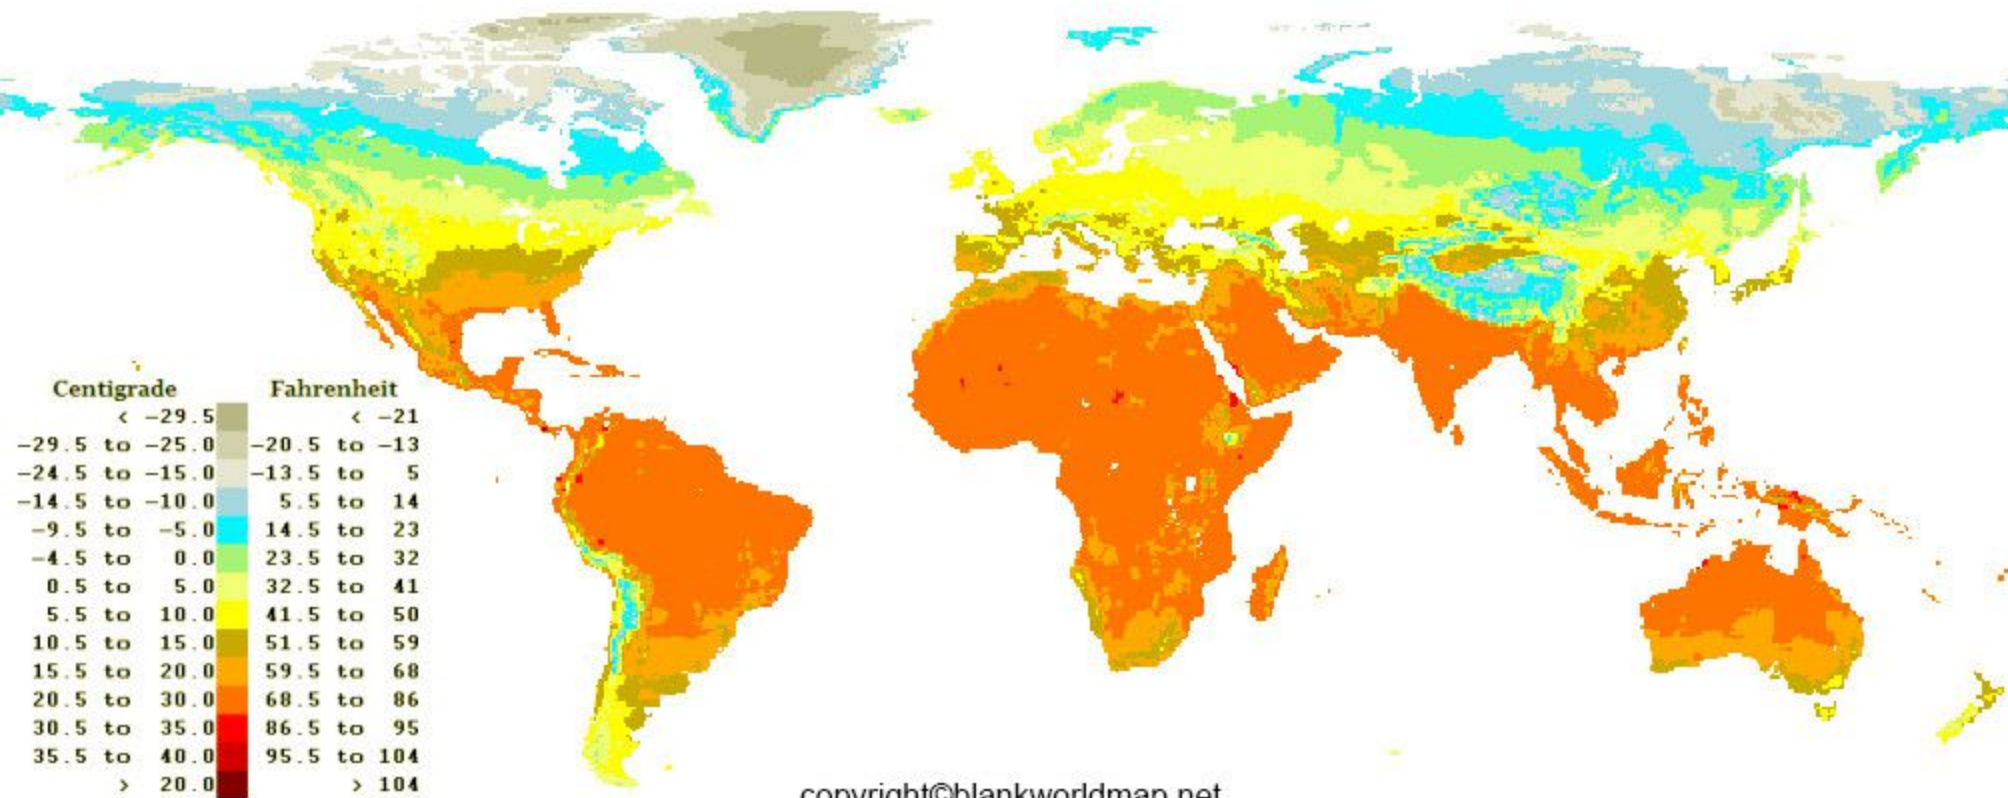 Centigrade Fahrenheit
< -29.5 < -21
-29.5 to -25.0 -20.5 to -13
-24.5 to -15.0 -13.5 to 5
-14.5 to -10.0 5.5 to 14
-9.5 to -5.0 14.5 to 23
-4.5 to 0.0 23.5 to 32
0.5 to 5.0 32.5 to 41
5.5 to 10.0 41.5 to 50
10.5 to 15.0 51.5 to 59
15.5 to 20.0 59.5 to 68
20.5 to 30.0 68.5 to 86
30.5 to 35.0 86.5 to 95
35.5 to 40.0 95.5 to 104
> 20.0 > 104
copyright©blankworldmap.net